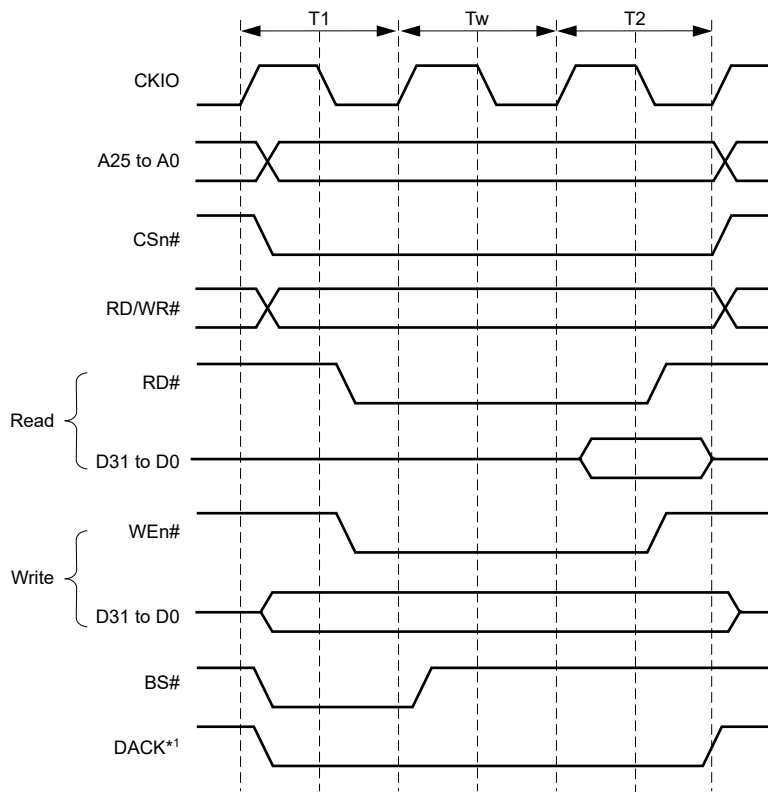 T1 Tw T2
CKIO
A25 to A0
CSn#
RD/WR#
RD#
Read
D31 to D0
WEn#
Write
D31 to D0
BS#
DACK*1